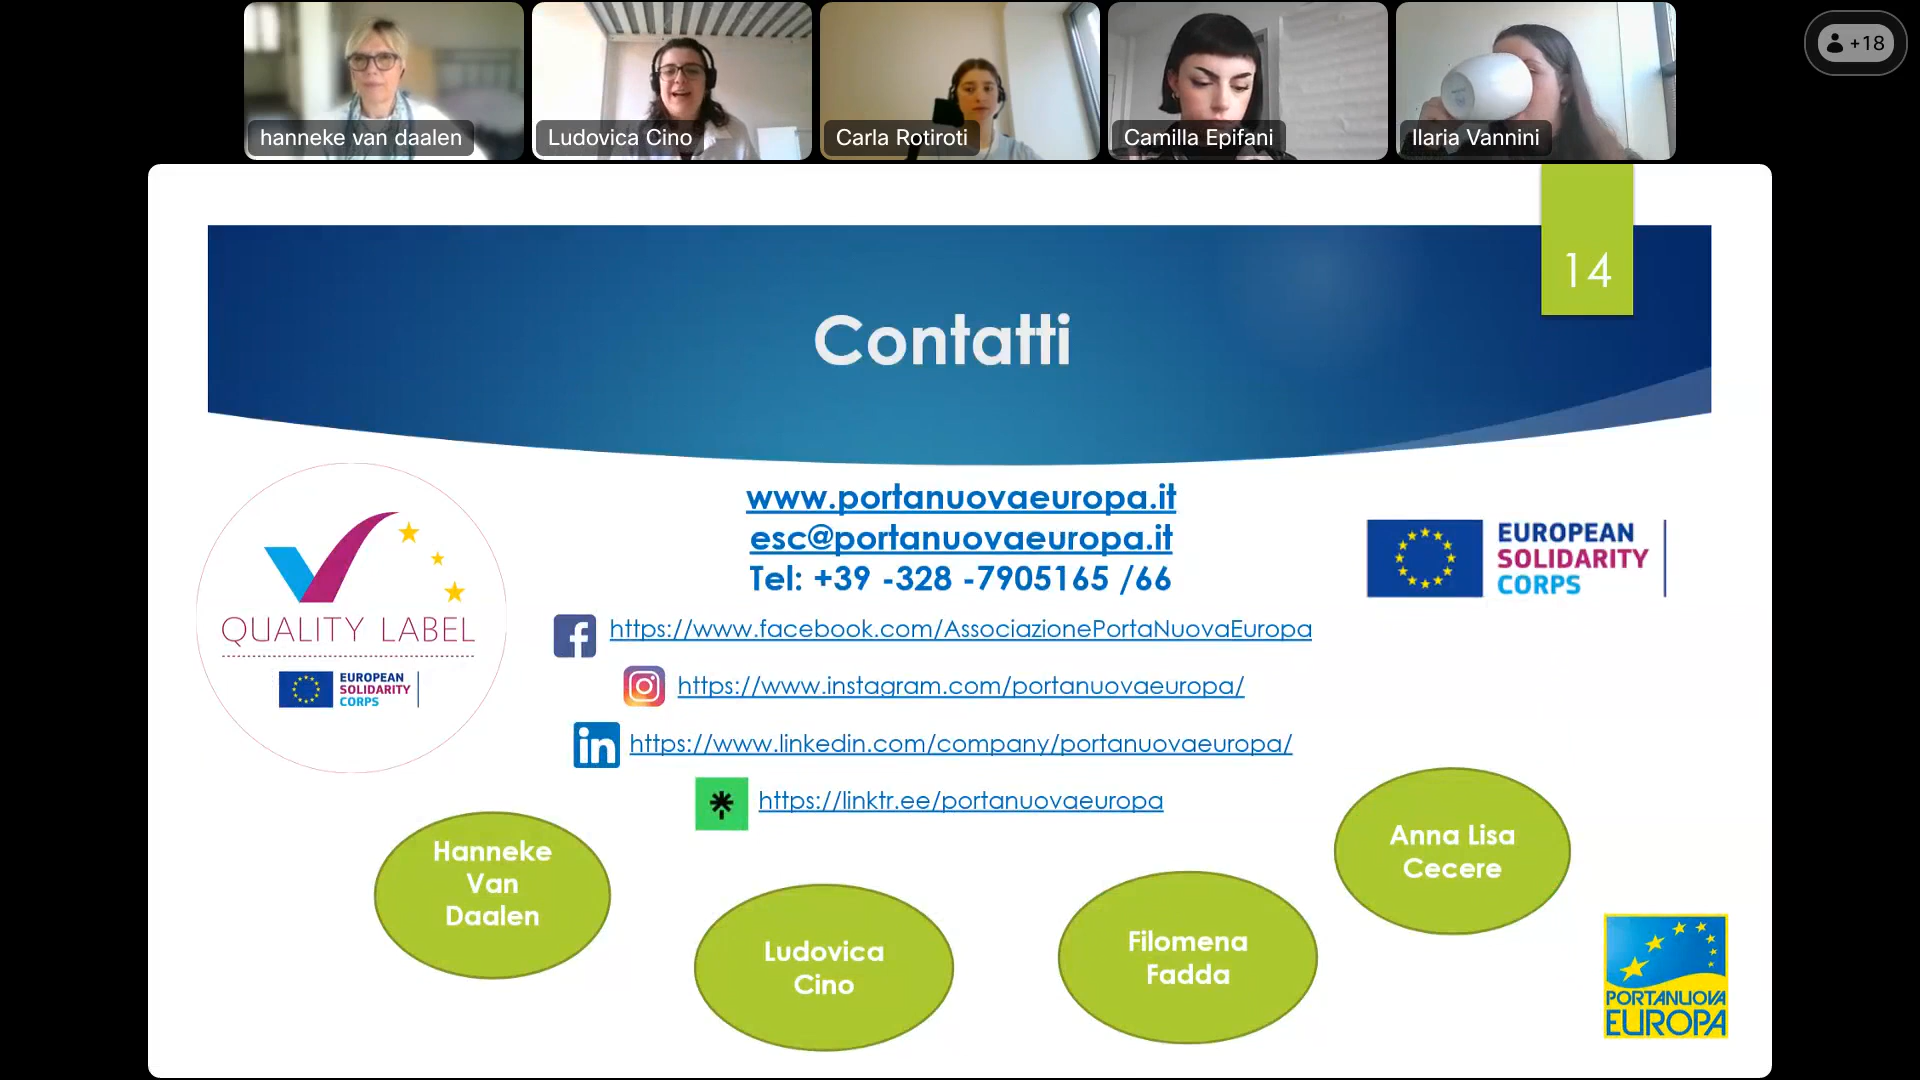 +18
hanneke van daalen
Ludovica Cino
Carla Rotiroti
Camilla Epifani
Ilaria Vannini
14
Contatti
www.portanuovaeuropa.it
esc@portanuovaeuropa.it
Tel: +39 -328 -7905165 /66
https://www.facebook.com/AssociazionePortaNuovaEuropa
https://www.instagram.com/portanuovaeuropa/
https://www.linkedin.com/company/portanuovaeuropa/
https://linktr.ee/portanuovaeuropa
QUALITY LABEL
EUROPEAN
SOLIDARITY
CORPS
EUROPEAN
SOLIDARITY
CORPS
Hanneke
Van
Daalen
Ludovica
Cino
Filomena
Fadda
Anna Lisa
Cecere
PORTANUOVA
EUROPA